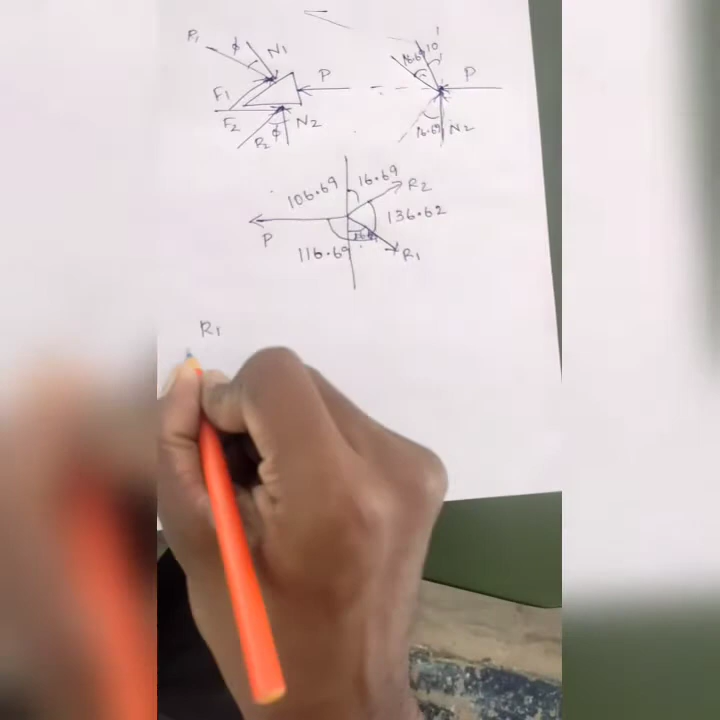 R1 φ N1
F1 P
F2 N2
R2 φ
10
16.69
P
16.69 N2
106.69 16.69 R2
136.62
P
116.69
R1
R1